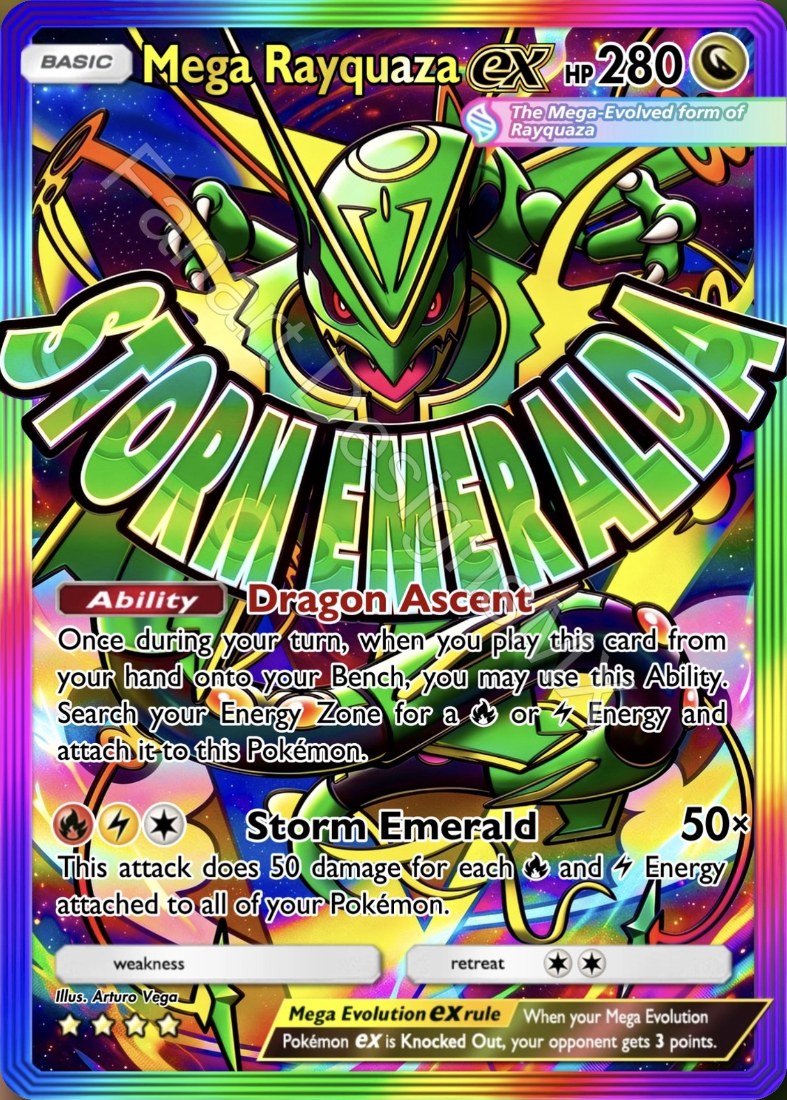 BASIC Mega Rayquaza ex HP 280
The Mega-Evolved form of
Rayquaza
Fanart Designs
STORM EMERALDA
Ability Dragon Ascent
Once during your turn, when you play this card from
your hand onto your Bench, you may use this Ability.
Search your Energy Zone for a or Energy and
attach it to this Pokémon.
Storm Emerald 50×
This attack does 50 damage for each and Energy
attached to all of your Pokémon.
weakness retreat
Illus. Arturo Vega
Mega Evolution ex rule When your Mega Evolution
Pokémon ex is Knocked Out, your opponent gets 3 points.